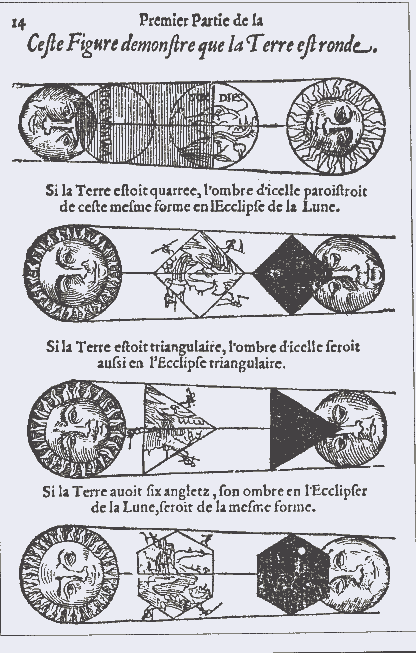 14
Premier Partie de la
Ceſte Figure demonſtre que la Terre eſt ronde.
NOX DIES
Si la Terre eſtoit quarree, l'ombre d'icelle paroiſtroit
de ceſte meſme forme en lEcclipſe de la Lune.
Si la Terre eſtoit triangulaire, l'ombre d'icelle ſeroit
auſſi en l'Ecclipſe triangulaire.
Si la Terre auoit ſix angletz, ſon ombre en l'Ecclipſer
de la Lune, ſeroit de la meſme forme.